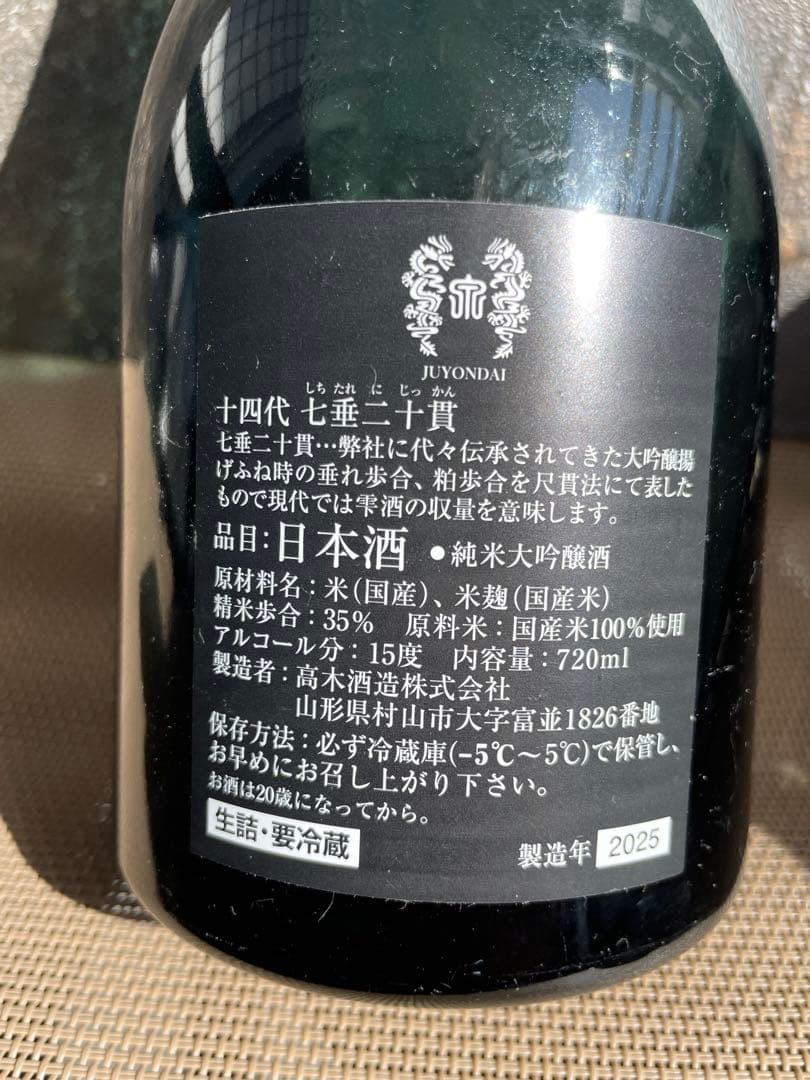 JUYONDAI
しち たれ に じっ かん
十四代 七垂二十貫
七垂二十貫…弊社に代々伝承されてきた大吟醸揚
げふね時の垂れ歩合、粕歩合を尺貫法にて表した
もので現代では雫酒の収量を意味します。
品目：日本酒 ●純米大吟醸酒
原材料名：米（国産）、米麹（国産米）
精米歩合：35％ 原料米：国産米100％使用
アルコール分：15度 内容量：720ml
製造者：高木酒造株式会社
山形県村山市大字富並1826番地
保存方法：必ず冷蔵庫(−5℃〜5℃)で保管し、
お早めにお召し上がり下さい。
お酒は20歳になってから。
生詰・要冷蔵
製造年 2025